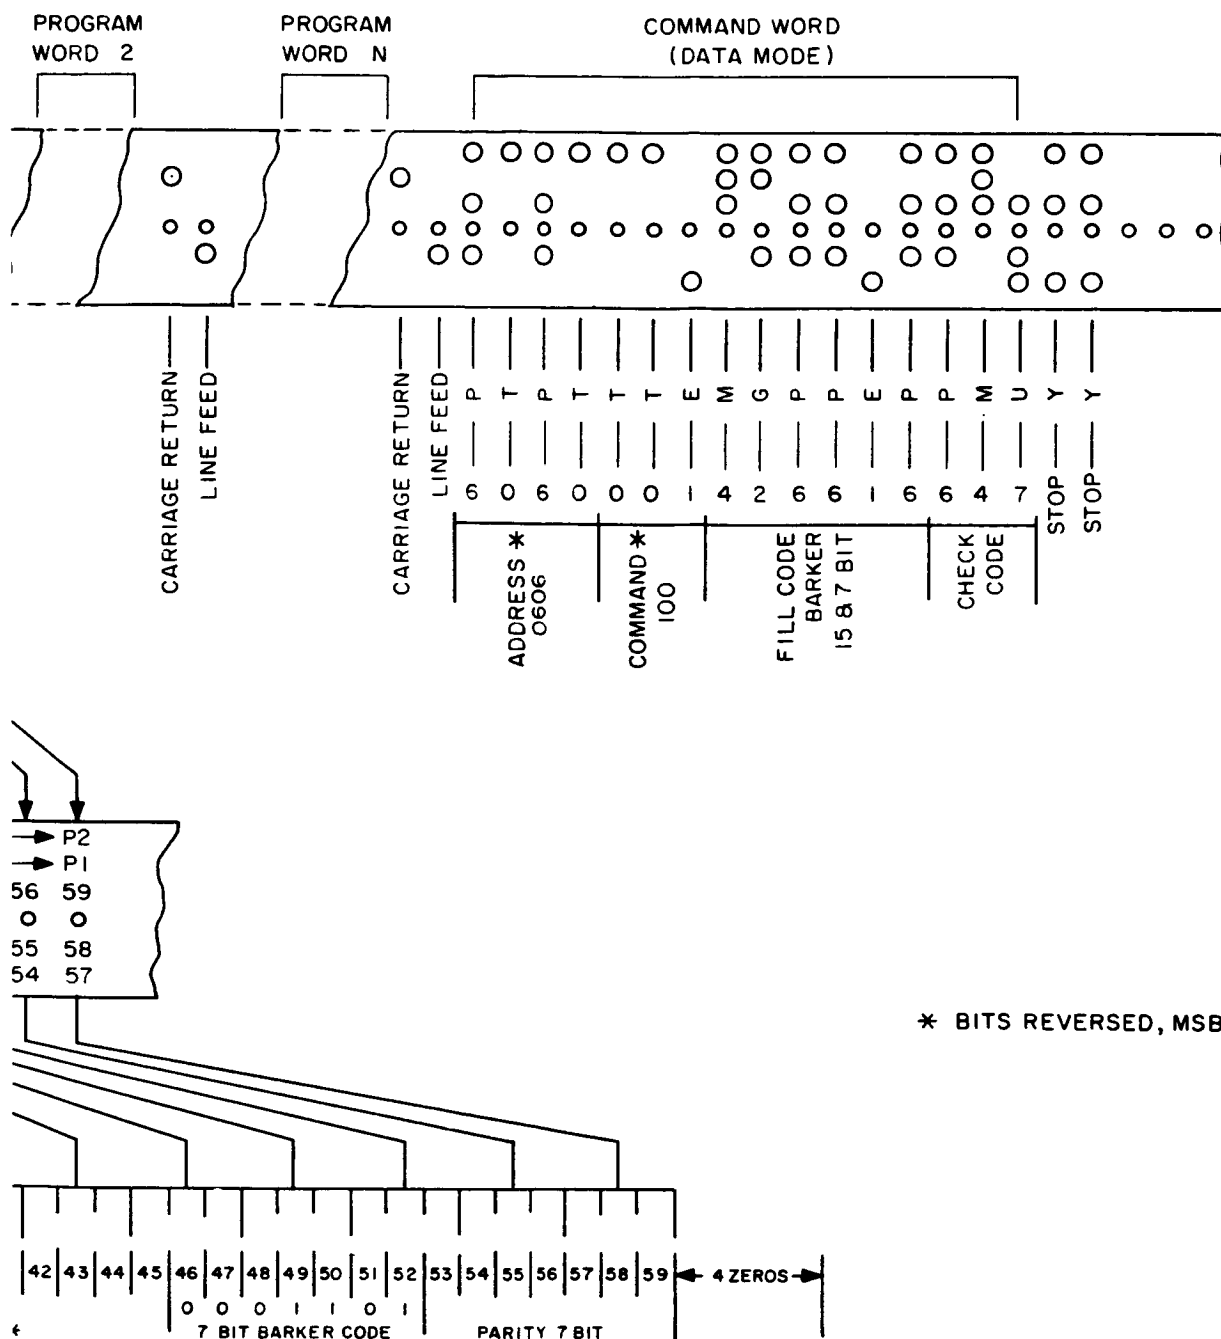 PROGRAM
WORD 2
PROGRAM
WORD N
COMMAND WORD
(DATA MODE)
CARRIAGE RETURN
LINE FEED
CARRIAGE RETURN
LINE FEED
P T P T T T E M G P P E P P M U Y Y
6 0 6 0 0 0 1 4 2 6 6 1 6 6 4 7 STOP STOP
ADDRESS *
0606
COMMAND *
100
FILL CODE
BARKER
15 & 7 BIT
CHECK
CODE
P2
P1
56 59
55 58
54 57
* BITS REVERSED, MSB
42 43 44 45 46 47 48 49 50 51 52 53 54 55 56 57 58 59 4 ZEROS
0 0 0 1 1 0 1
7 BIT BARKER CODE PARITY 7 BIT